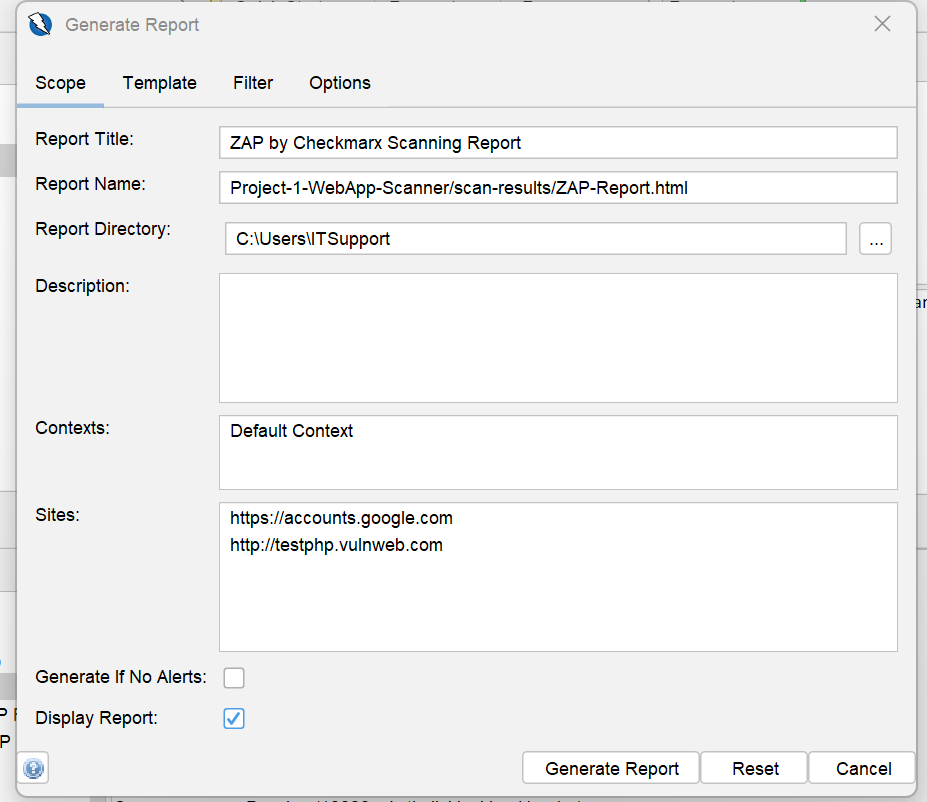 Generate Report
Scope Template Filter Options
Report Title: ZAP by Checkmarx Scanning Report
Report Name: Project-1-WebApp-Scanner/scan-results/ZAP-Report.html
Report Directory: C:\Users\ITSupport ...
Description:
Contexts: Default Context
Sites: https://accounts.google.com
http://testphp.vulnweb.com
Generate If No Alerts:
Display Report:
Generate Report Reset Cancel